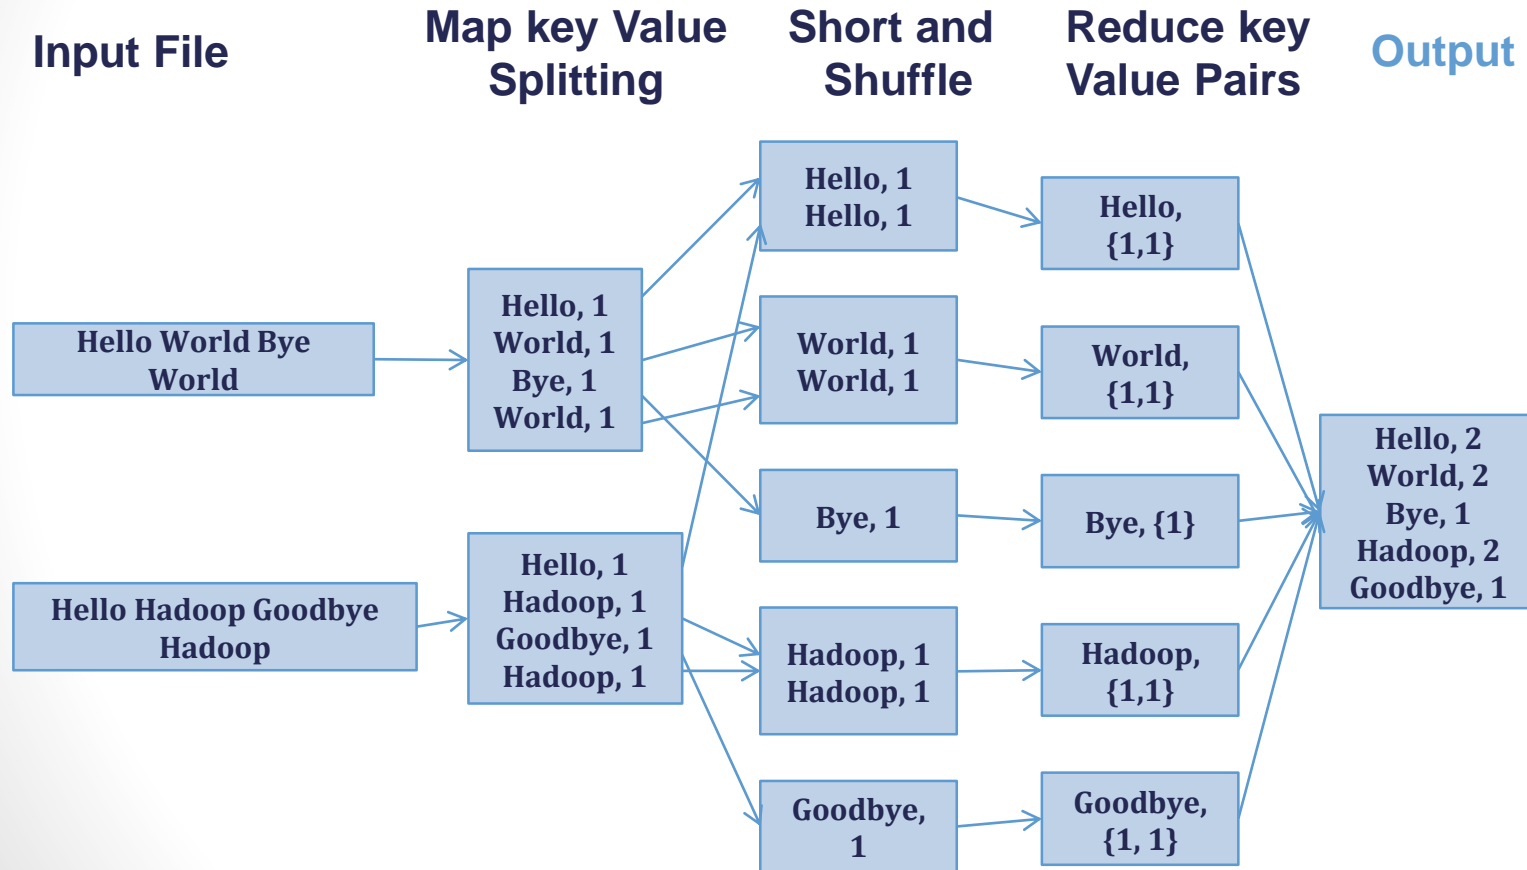 Input File
Map key Value
Splitting
Short and
Shuffle
Reduce key
Value Pairs
Output
Hello World Bye
World
Hello Hadoop Goodbye
Hadoop
Hello, 1
World, 1
Bye, 1
World, 1
Hello, 1
Hadoop, 1
Goodbye, 1
Hadoop, 1
Hello, 1
Hello, 1
World, 1
World, 1
Bye, 1
Hadoop, 1
Hadoop, 1
Goodbye,
1
Hello,
{1,1}
World,
{1,1}
Bye, {1}
Hadoop,
{1,1}
Goodbye,
{1, 1}
Hello, 2
World, 2
Bye, 1
Hadoop, 2
Goodbye, 1